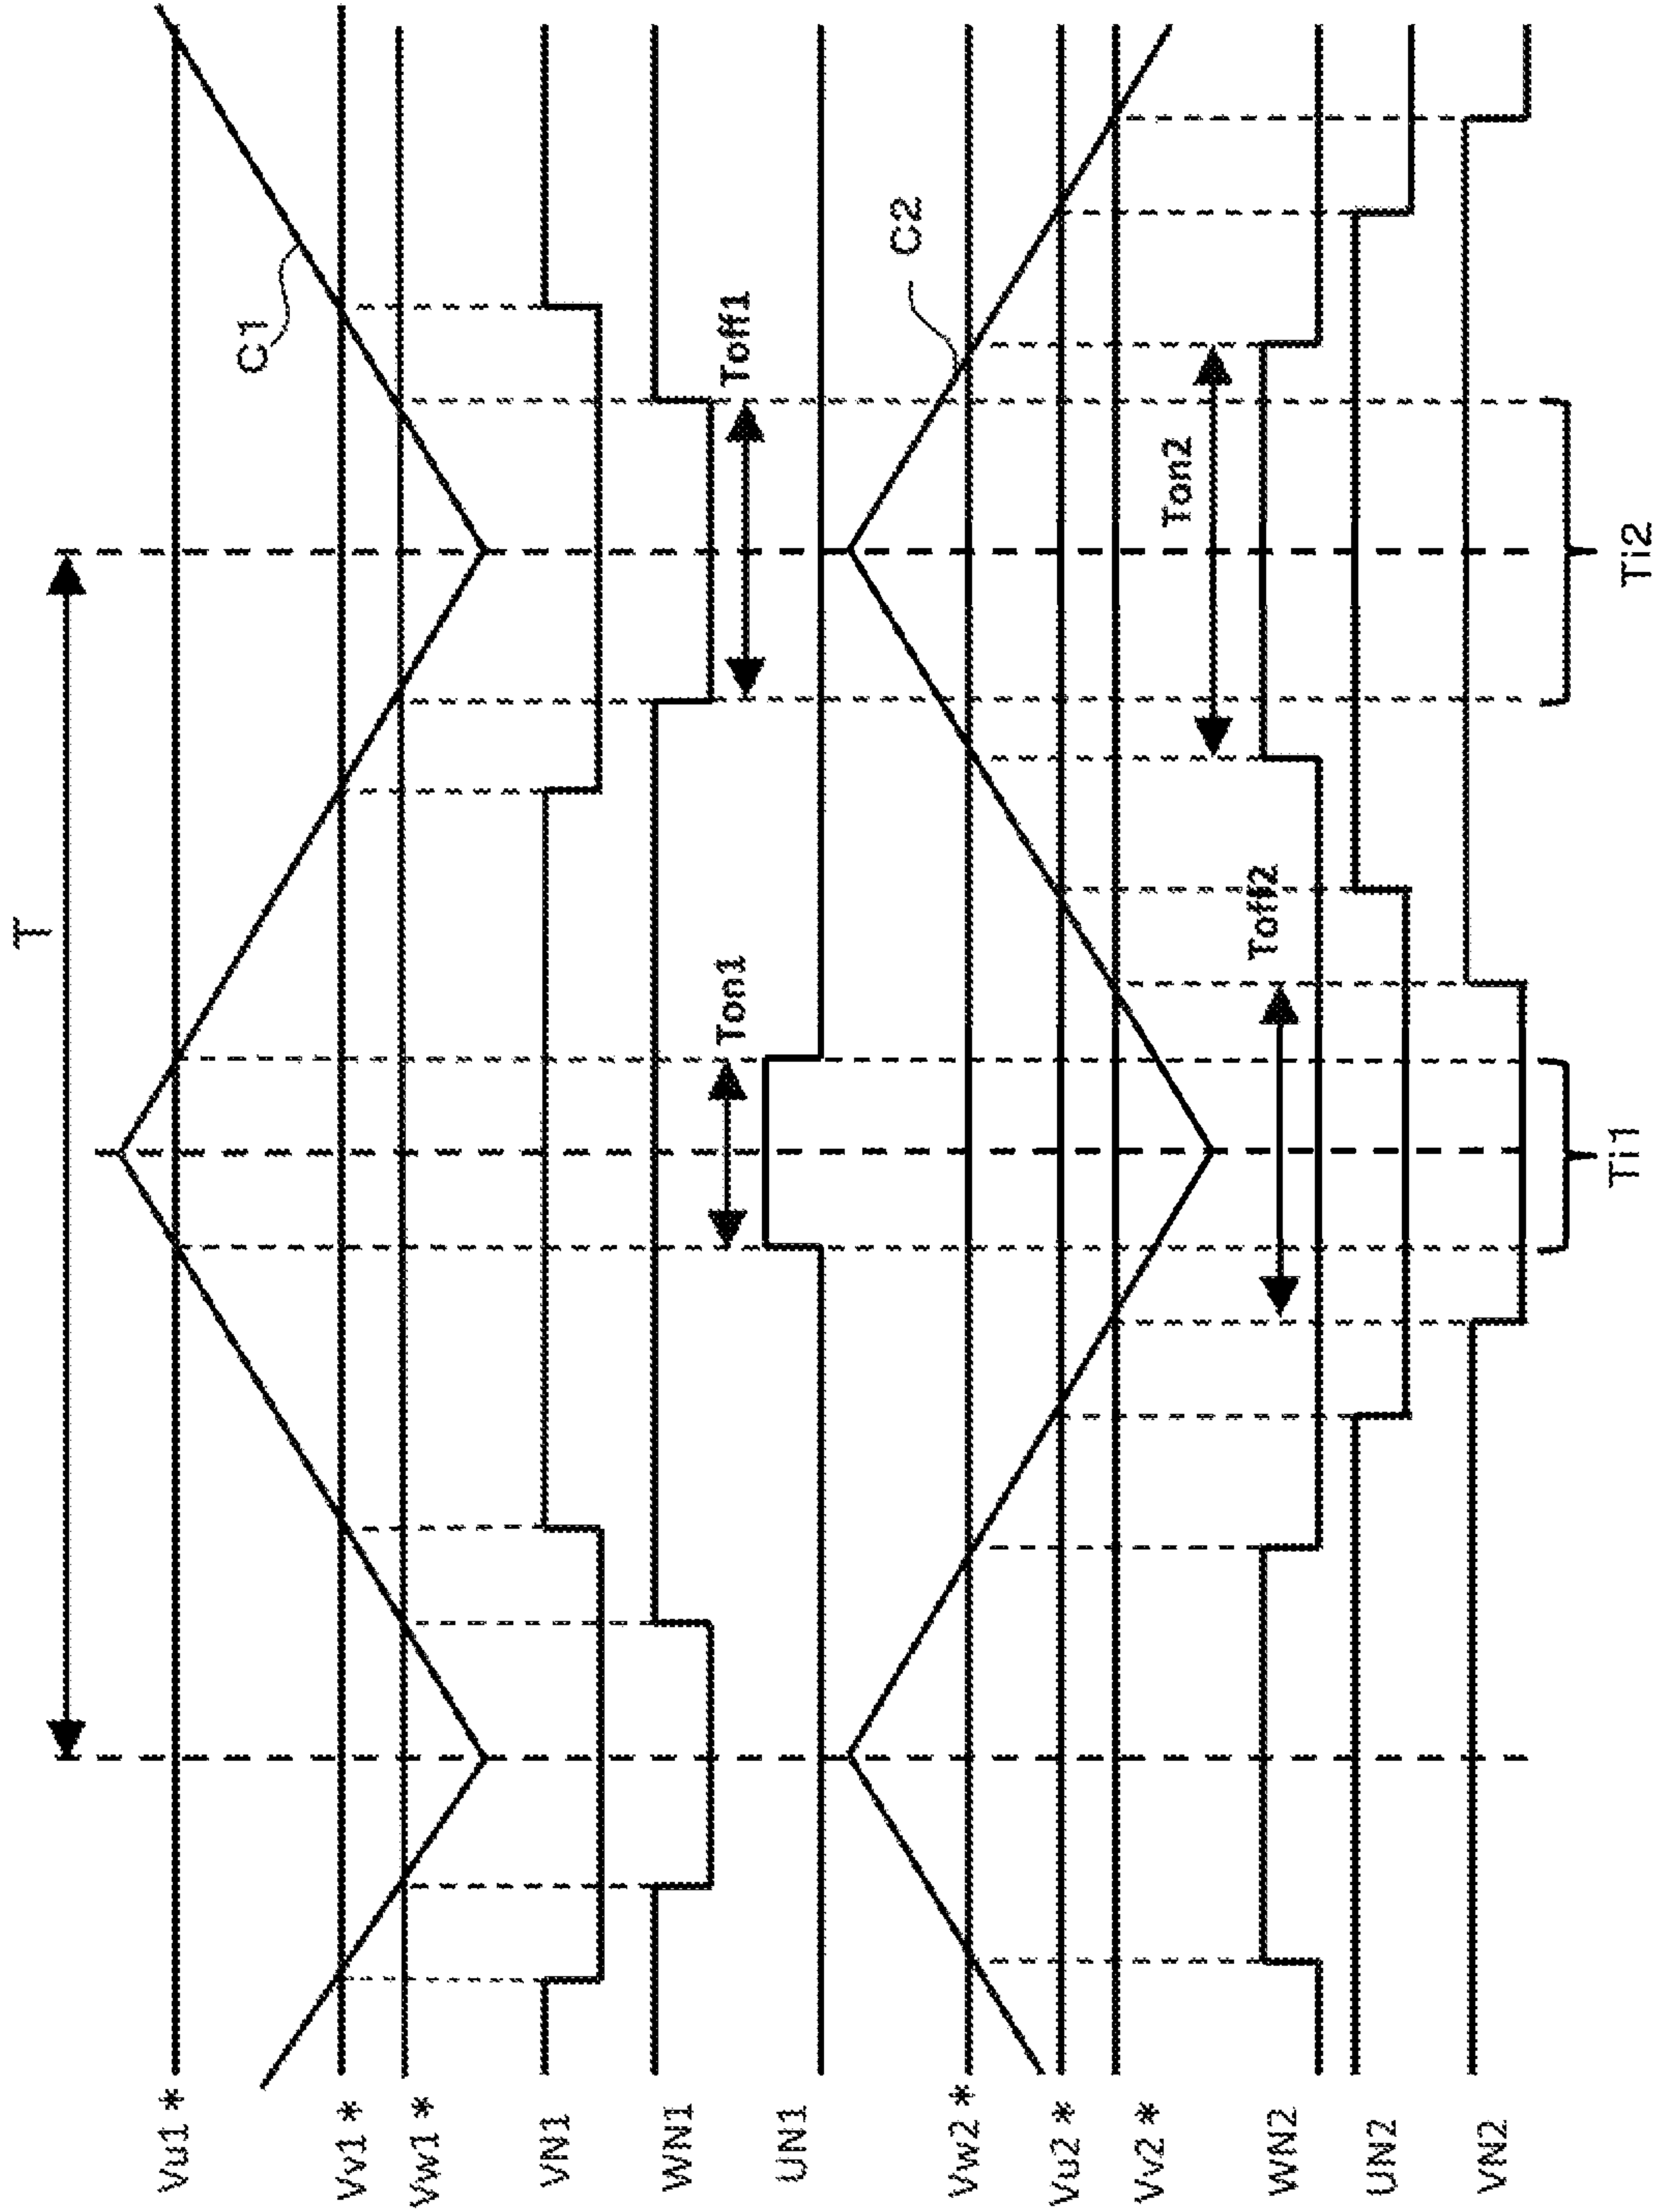 T
C1
Vu1*
Vv1*
Vw1*
VN1
Toff1
WN1
Ton1
UN1
C2
Vw2*
Vu2*
Vv2*
Ton2
Toff2
WN2
UN2
VN2
Ti1
Ti2